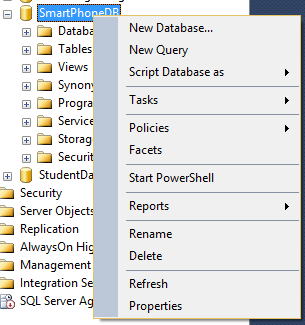 SmartPhoneDB
Databa
Tables
Views
Synony
Progra
Service
Storag
Securit
StudentDa
Security
Server Objects
Replication
AlwaysOn Hig
Management
Integration Se
SQL Server Ag
New Database...
New Query
Script Database as
Tasks
Policies
Facets
Start PowerShell
Reports
Rename
Delete
Refresh
Properties